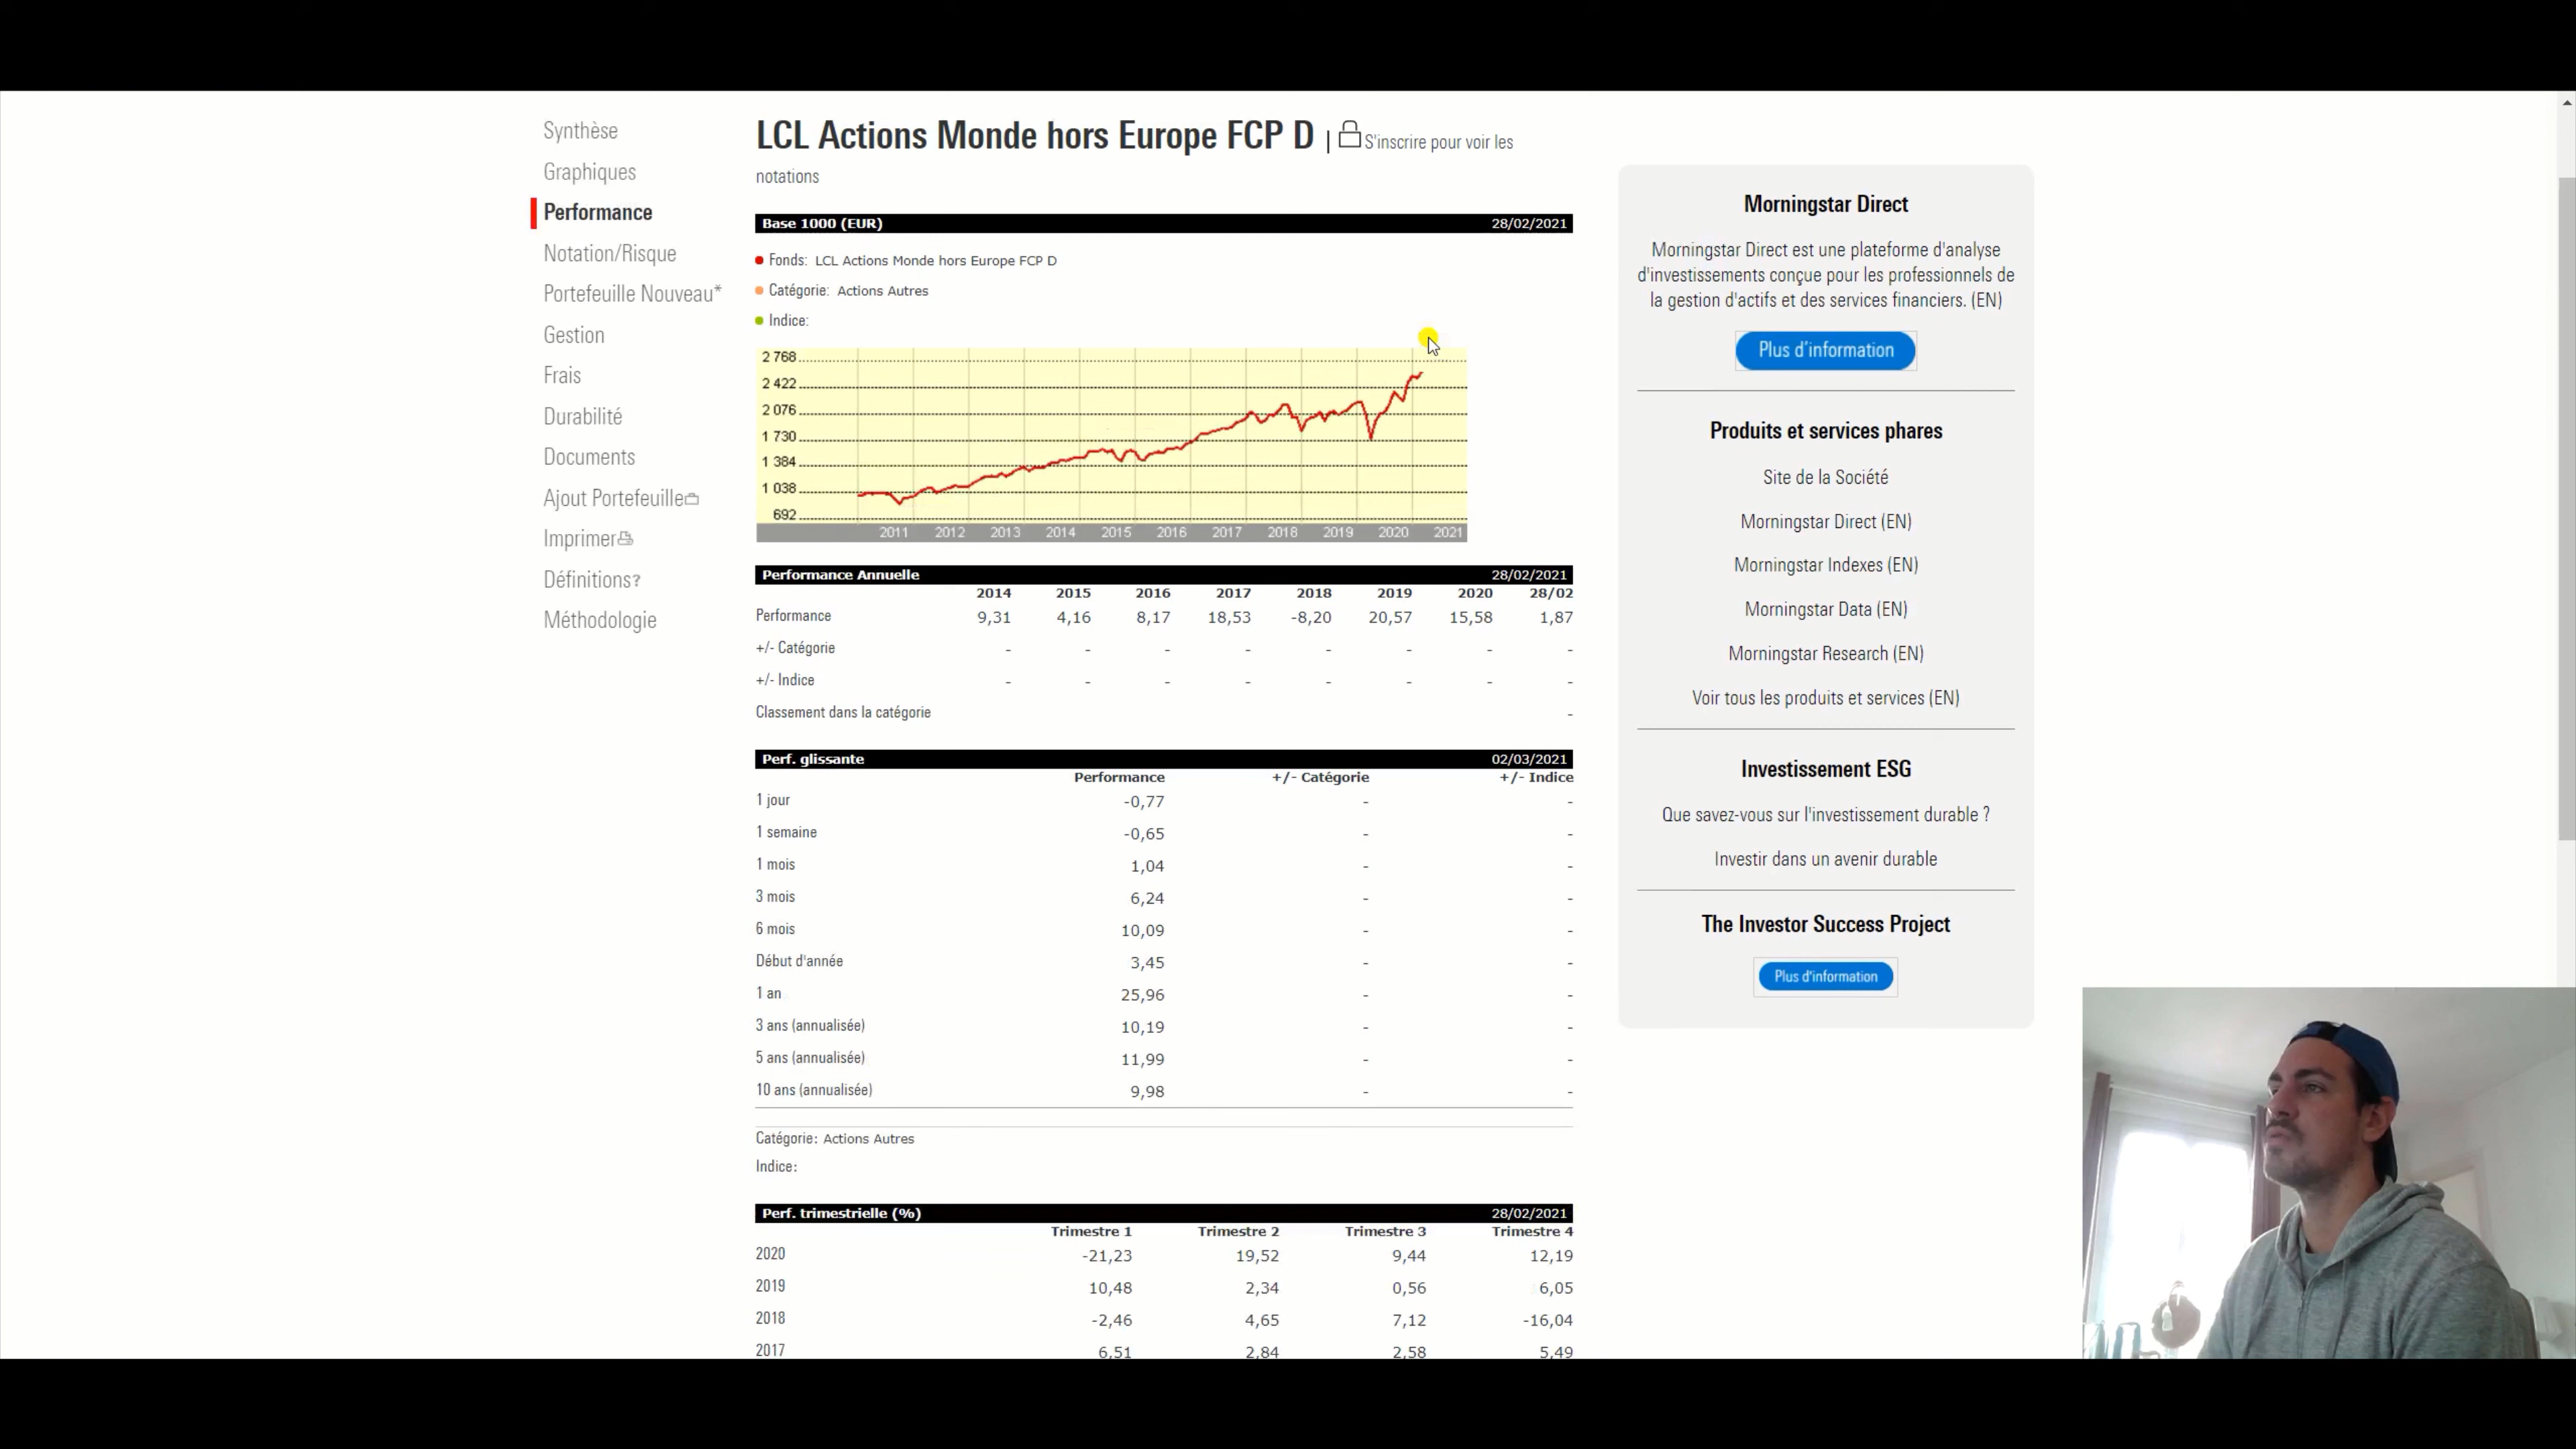 Synthèse
Graphiques
Performance
Notation/Risque
Portefeuille Nouveau*
Gestion
Frais
Durabilité
Documents
Ajout Portefeuille
Imprimer
Définitions?
Méthodologie
LCL Actions Monde hors Europe FCP D | S'inscrire pour voir les
notations
Base 1000 (EUR) 28/02/2021
Fonds: LCL Actions Monde hors Europe FCP D
Catégorie: Actions Autres
Indice:
2 768
2 422
2 076
1 730
1 384
1 038
692
2011 2012 2013 2014 2015 2016 2017 2018 2019 2020 2021
Performance Annuelle 28/02/2021
2014 2015 2016 2017 2018 2019 2020 28/02
Performance 9,31 4,16 8,17 18,53 -8,20 20,57 15,58 1,87
+/- Catégorie - - - - - - - -
+/- Indice - - - - - - - -
Classement dans la catégorie -
Perf. glissante 02/03/2021
Performance +/- Catégorie +/- Indice
1 jour -0,77 - -
1 semaine -0,65 - -
1 mois 1,04 - -
3 mois 6,24 - -
6 mois 10,09 - -
Début d'année 3,45 - -
1 an 25,96 - -
3 ans (annualisée) 10,19 - -
5 ans (annualisée) 11,99 - -
10 ans (annualisée) 9,98 - -
Catégorie: Actions Autres
Indice:
Perf. trimestrielle (%) 28/02/2021
Trimestre 1 Trimestre 2 Trimestre 3 Trimestre 4
2020 -21,23 19,52 9,44 12,19
2019 10,48 2,34 0,56 6,05
2018 -2,46 4,65 7,12 -16,04
2017 6,51 2,84 2,58 5,49
Morningstar Direct
Morningstar Direct est une plateforme d'analyse
d'investissements conçue pour les professionnels de
la gestion d'actifs et des services financiers. (EN)
Plus d'information
Produits et services phares
Site de la Société
Morningstar Direct (EN)
Morningstar Indexes (EN)
Morningstar Data (EN)
Morningstar Research (EN)
Voir tous les produits et services (EN)
Investissement ESG
Que savez-vous sur l'investissement durable ?
Investir dans un avenir durable
The Investor Success Project
Plus d'information